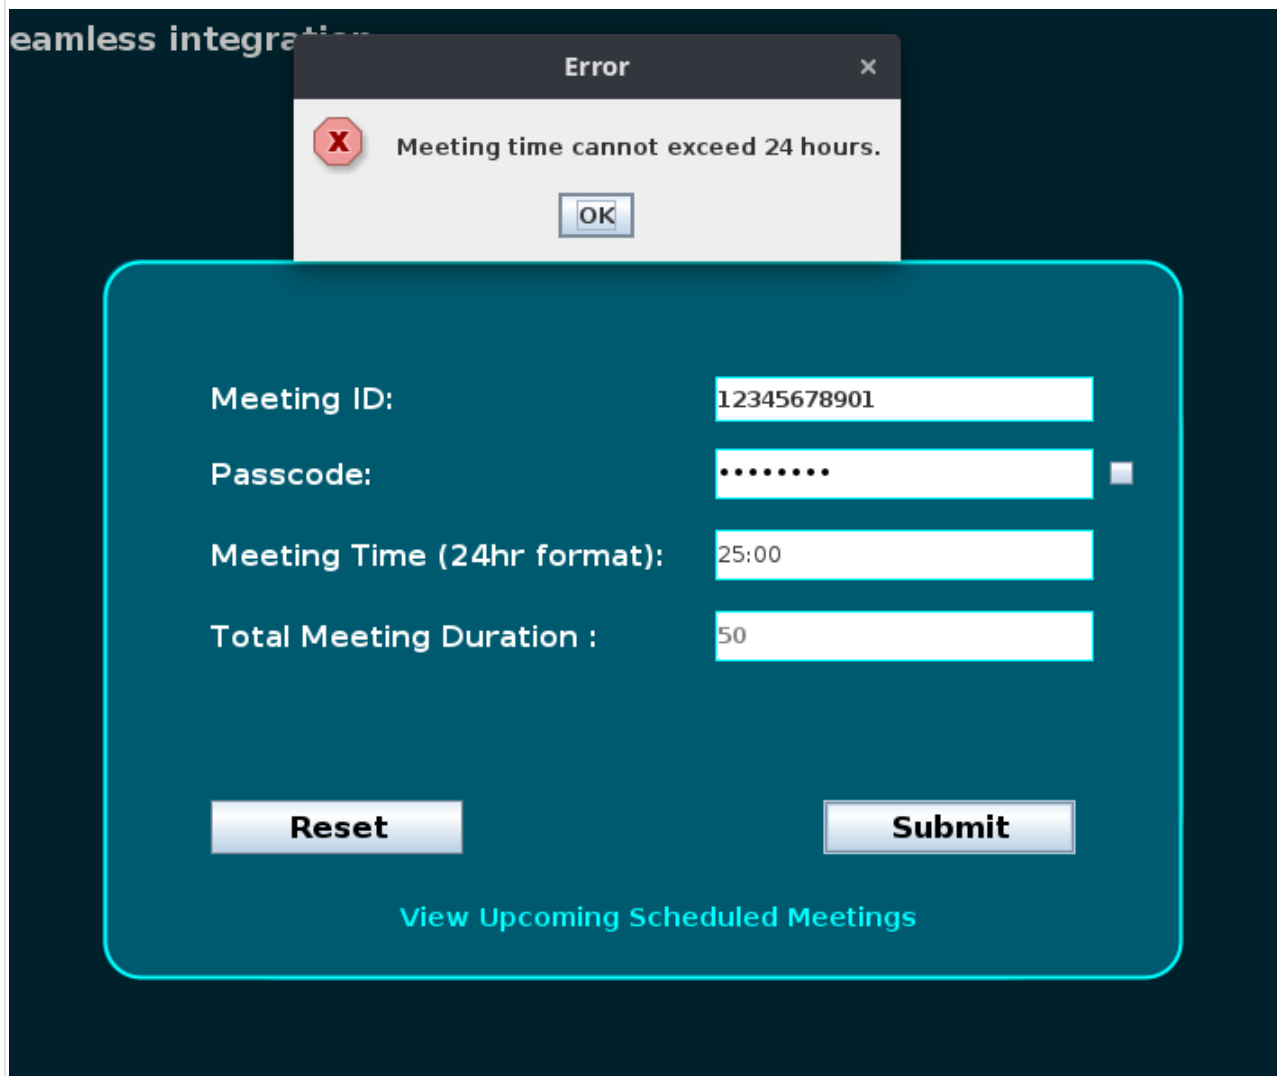 eamless integration
Error
Meeting time cannot exceed 24 hours.
OK
Meeting ID: 12345678901
Passcode: ••••••••
Meeting Time (24hr format): 25:00
Total Meeting Duration : 50
Reset Submit
View Upcoming Scheduled Meetings